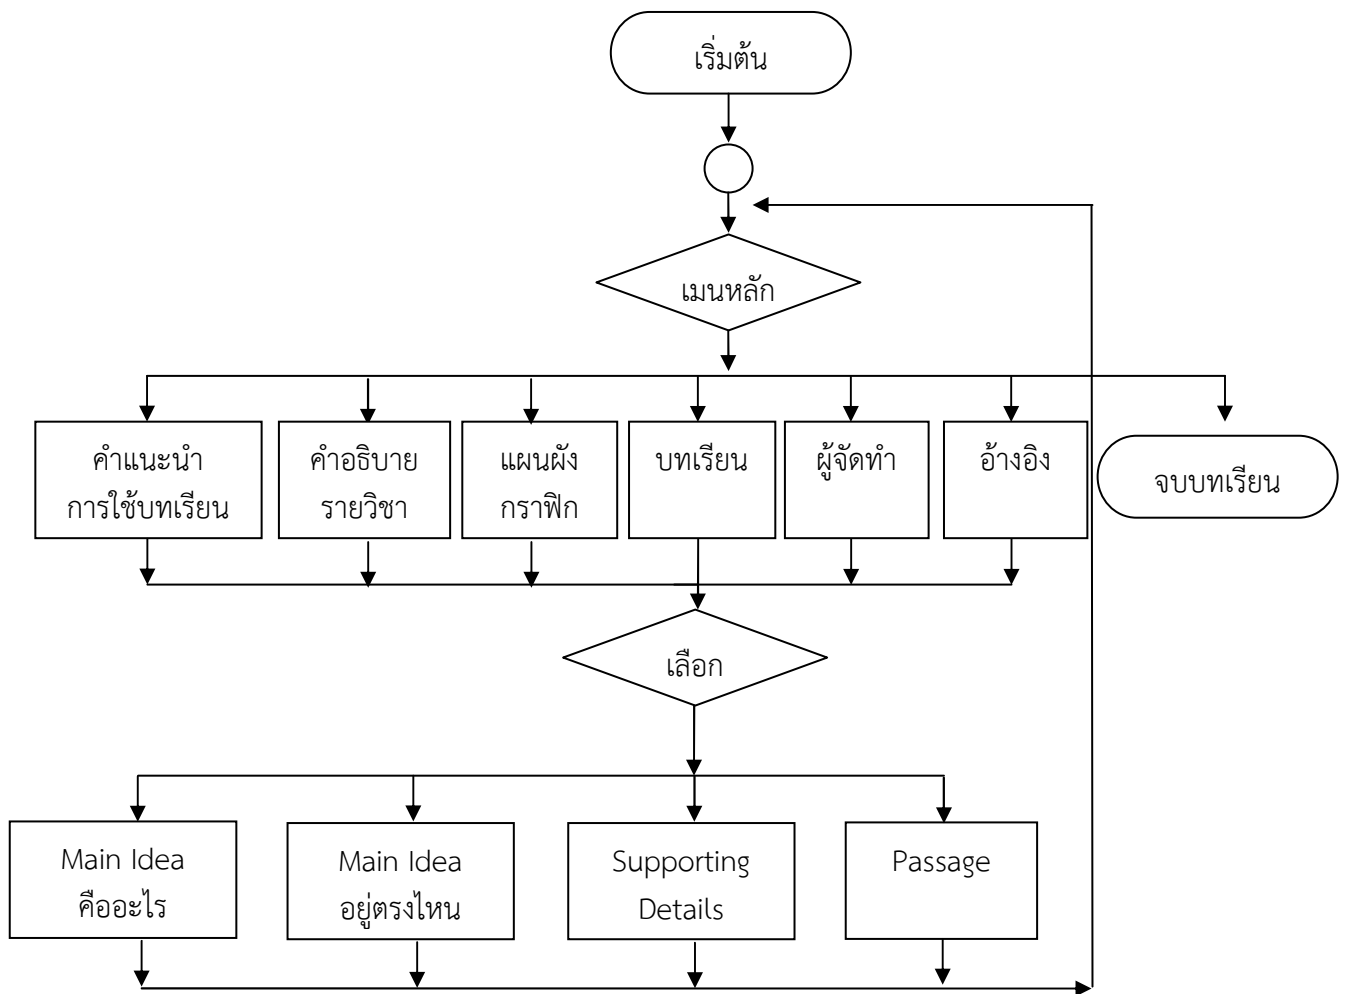 เริ่มต้น
เมนหลัก
คำแนะนำ
การใช้บทเรียน
คำอธิบาย
รายวิชา
แผนผัง
กราฟิก
บทเรียน
ผู้จัดทำ
อ้างอิง
จบบทเรียน
เลือก
Main Idea
คืออะไร
Main Idea
อยู่ตรงไหน
Supporting
Details
Passage